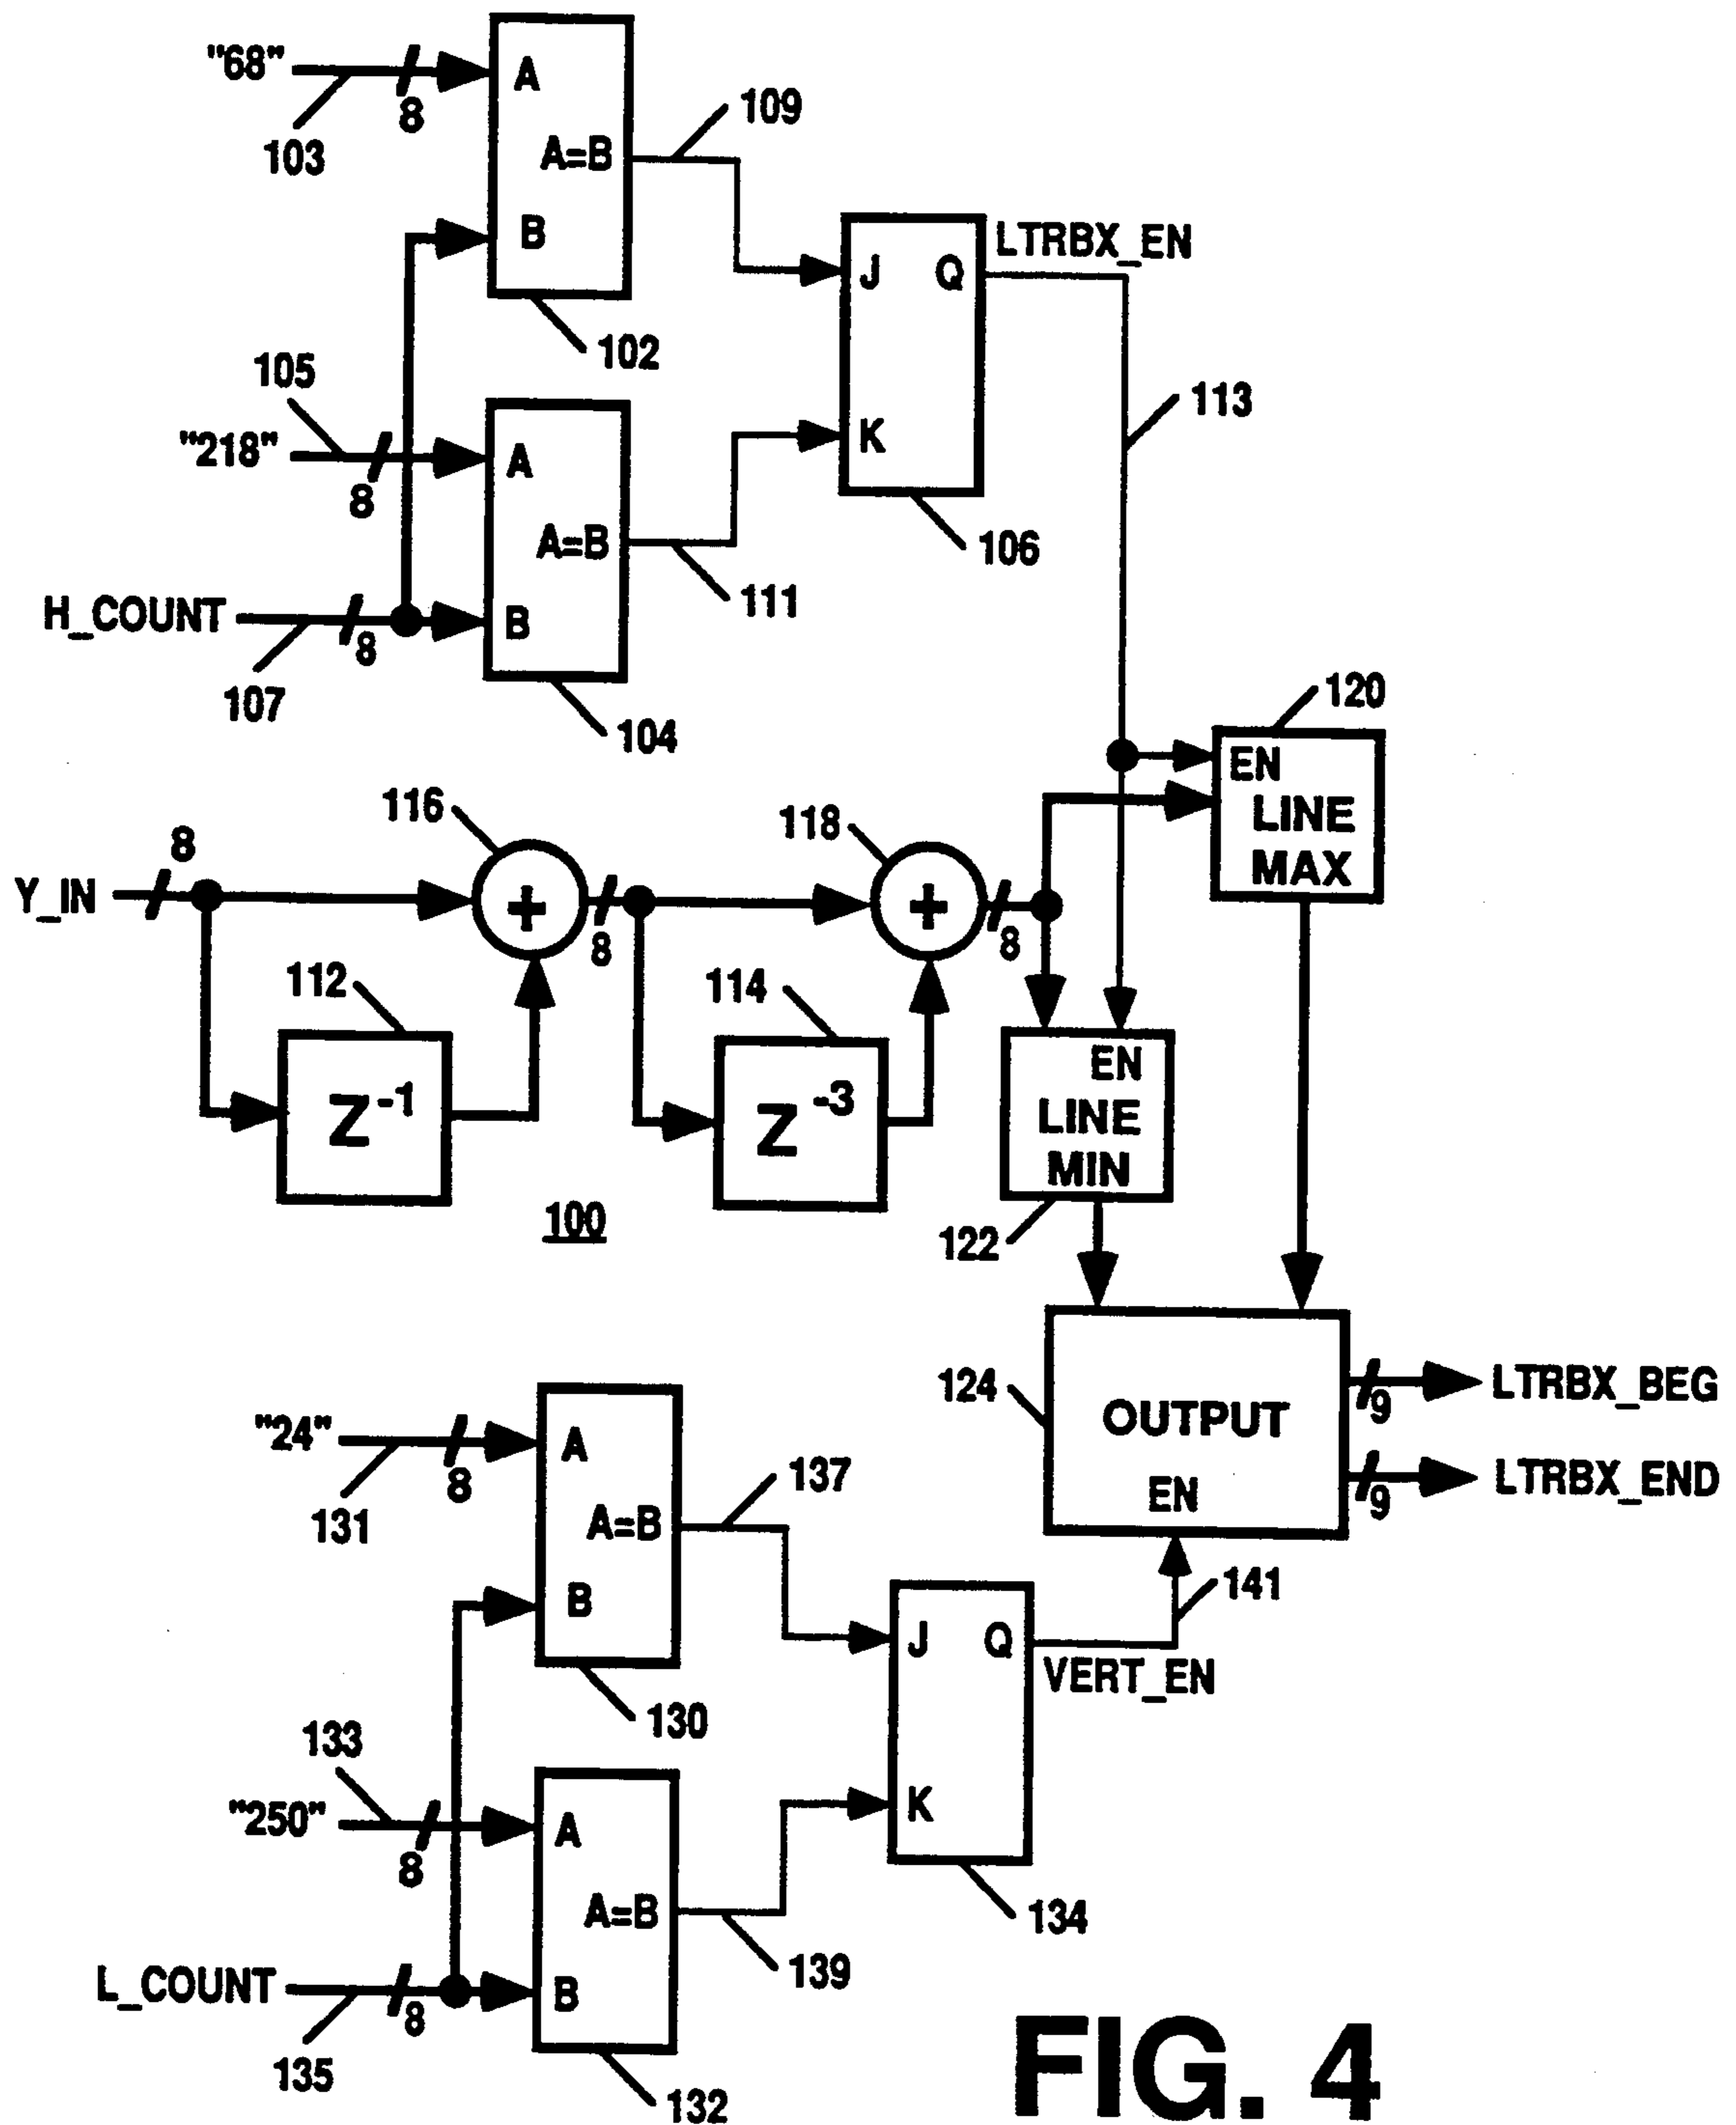 "68"
8
103
A
A=B
B
109
102
LTRBX_EN
J
Q
K
106
113
105
"218"
8
A
A=B
B
111
H_COUNT
8
107
104
120
EN
LINE
MAX
116
118
8
Y_IN
+
8
+
8
112
114
Z-1
Z-3
EN
LINE
MIN
100
122
124
OUTPUT
EN
9
LTRBX_BEG
9
LTRBX_END
"24"
8
131
A
A=B
B
137
130
141
J
Q
K
VERT_EN
134
133
"250"
8
A
A=B
B
139
L_COUNT
8
135
132
FIG. 4